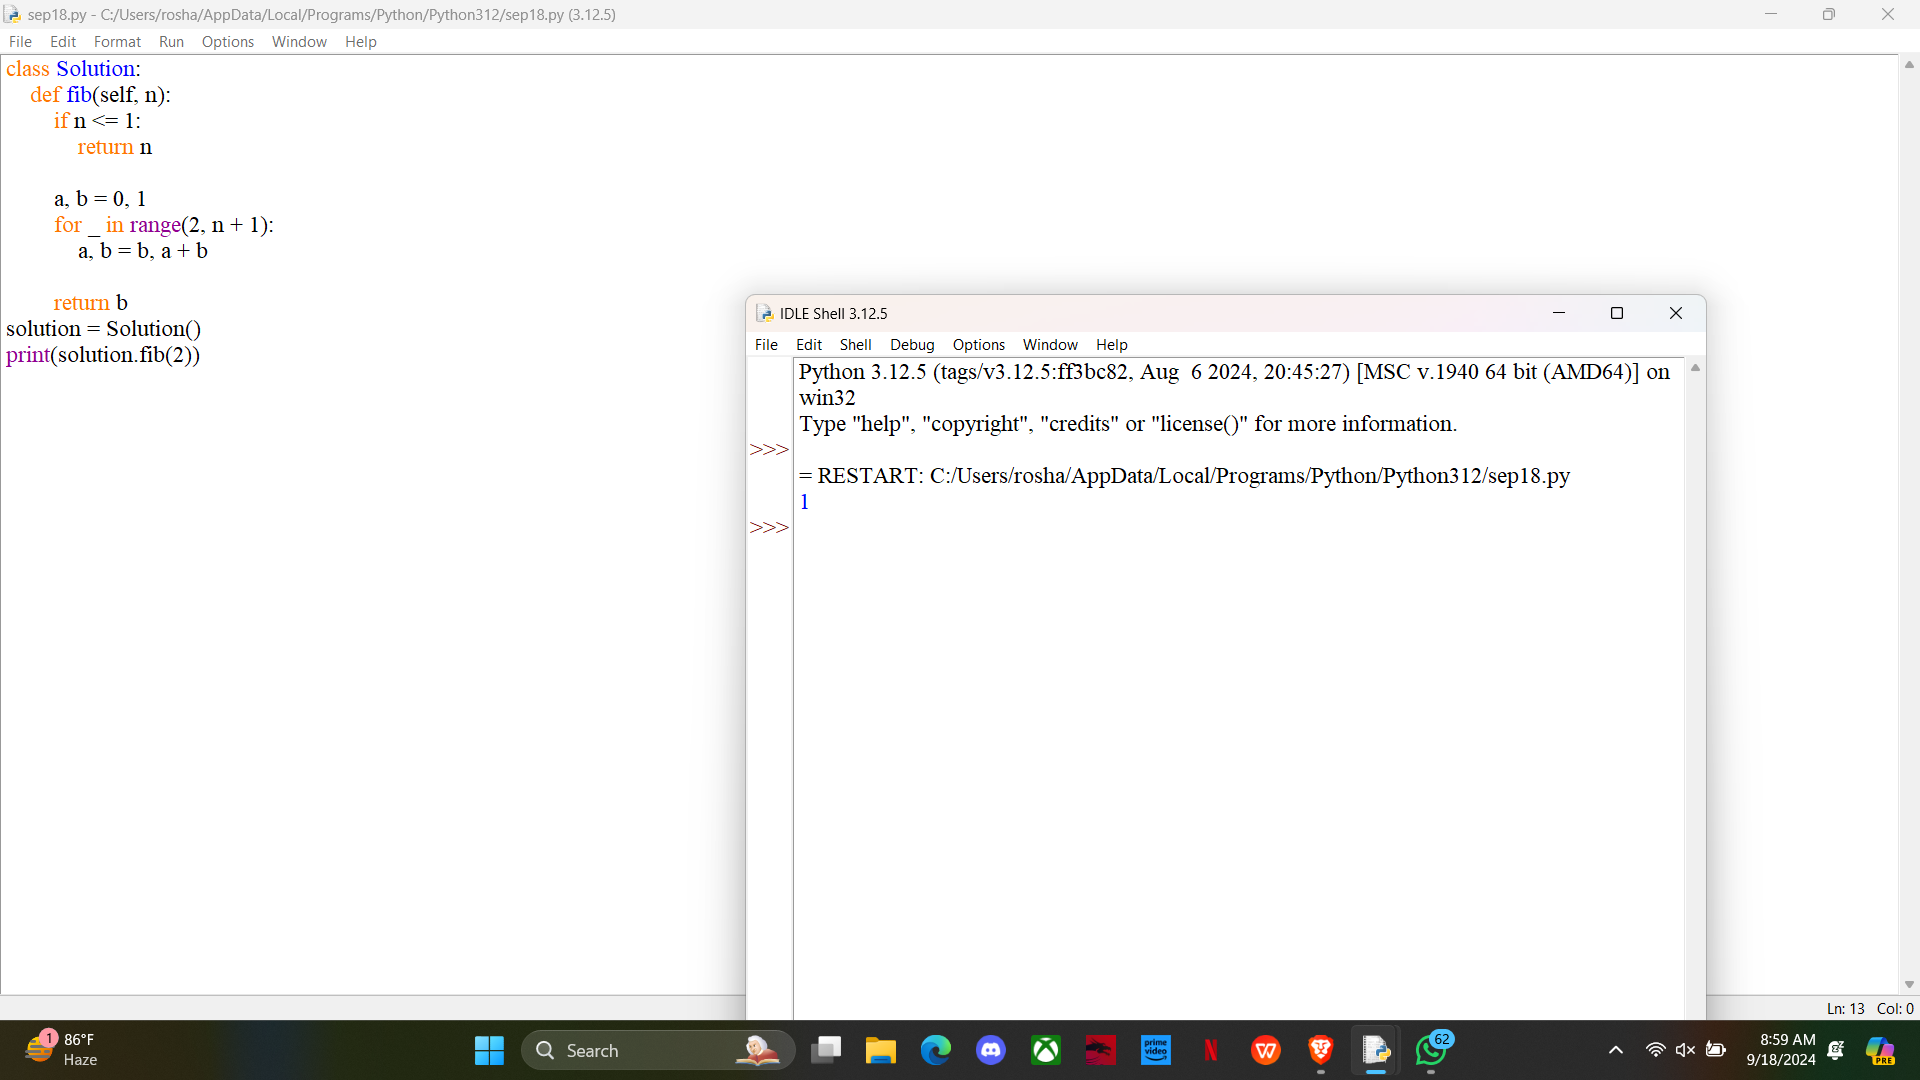 sep18.py - C:/Users/rosha/AppData/Local/Programs/Python/Python312/sep18.py (3.12.5)
File Edit Format Run Options Window Help
class Solution:
    def fib(self, n):
        if n <= 1:
            return n
        a, b = 0, 1
        for _ in range(2, n + 1):
            a, b = b, a + b
        return b
solution = Solution()
print(solution.fib(2))
IDLE Shell 3.12.5
File Edit Shell Debug Options Window Help
Python 3.12.5 (tags/v3.12.5:ff3bc82, Aug  6 2024, 20:45:27) [MSC v.1940 64 bit (AMD64)] on
win32
Type "help", "copyright", "credits" or "license()" for more information.
>>>
= RESTART: C:/Users/rosha/AppData/Local/Programs/Python/Python312/sep18.py
1
>>>
Ln: 13 Col: 0
1
86°F
Haze
Search
prime video
N
W
62
8:59 AM
9/18/2024
PRE